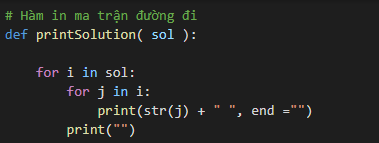 # Hàm in ma trận đường đi
def printSolution( sol ):
for i in sol:
for j in i:
print(str(j) + " ", end ="")
print("")